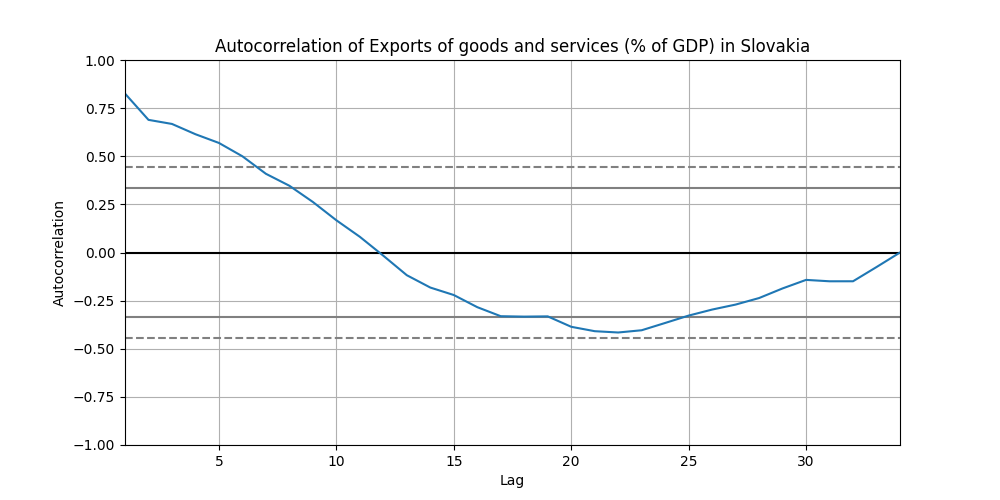 Autocorrelation of Exports of goods and services (% of GDP) in Slovakia
1.00
0.75
0.50
0.25
0.00
−0.25
−0.50
−0.75
−1.00
Autocorrelation
5 10 15 20 25 30
Lag